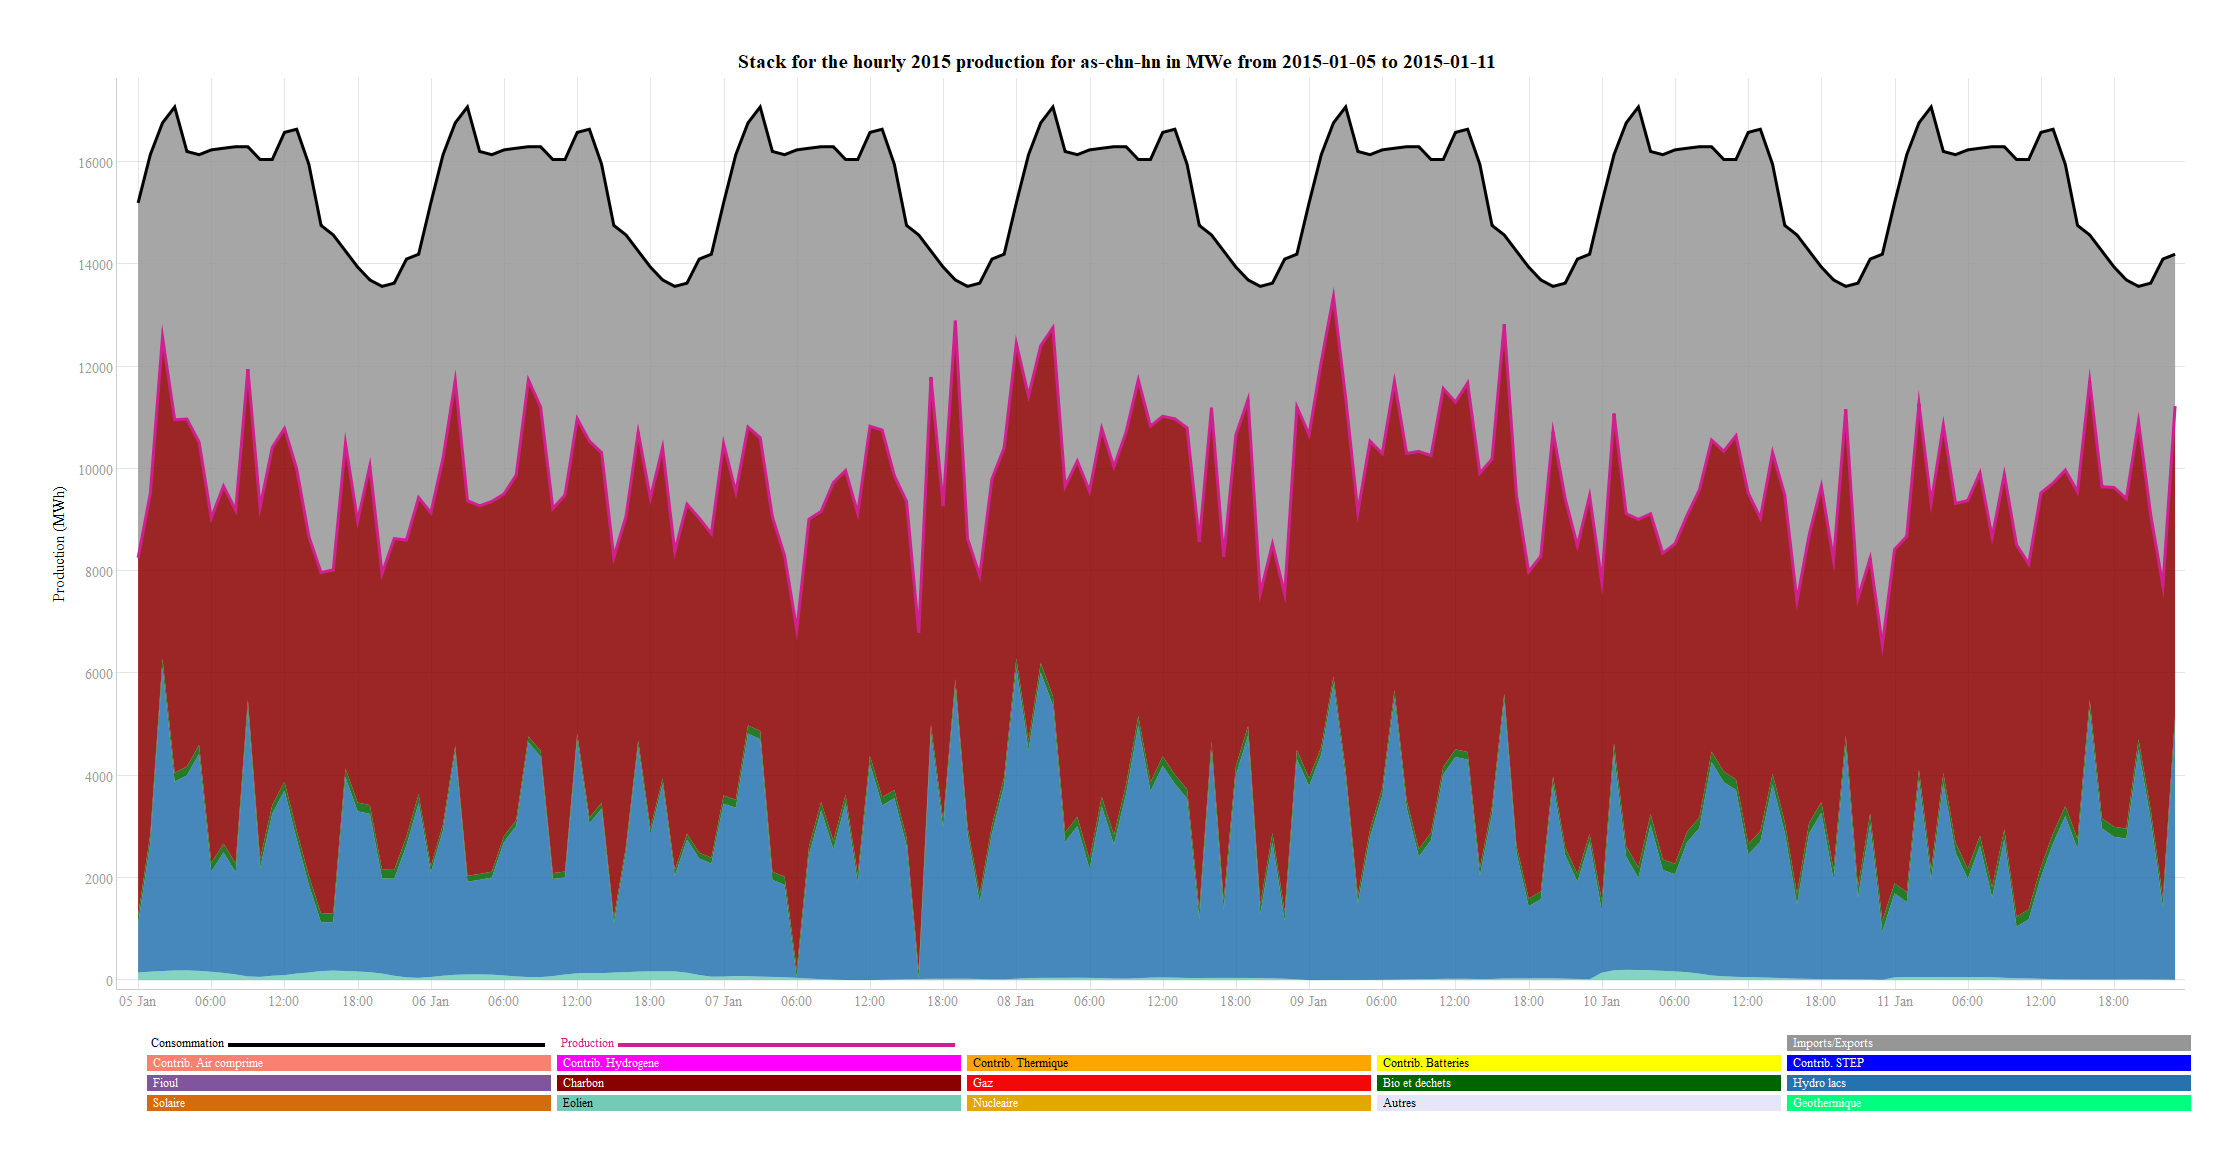 Stack for the hourly 2015 production for as-chn-hn in MWe from 2015-01-05 to 2015-01-11
Production (MWh)
16000
14000
12000
10000
8000
6000
4000
2000
0
05 Jan 06:00 12:00 18:00 06 Jan 06:00 12:00 18:00 07 Jan 06:00 12:00 18:00 08 Jan 06:00 12:00 18:00 09 Jan 06:00 12:00 18:00 10 Jan 06:00 12:00 18:00 11 Jan 06:00 12:00 18:00
Consommation Production Imports/Exports
Contrib. Air comprime Contrib. Hydrogene Contrib. Thermique Contrib. Batteries Contrib. STEP
Fioul Charbon Gaz Bio et dechets Hydro lacs
Solaire Eolien Nucleaire Autres Geothermique